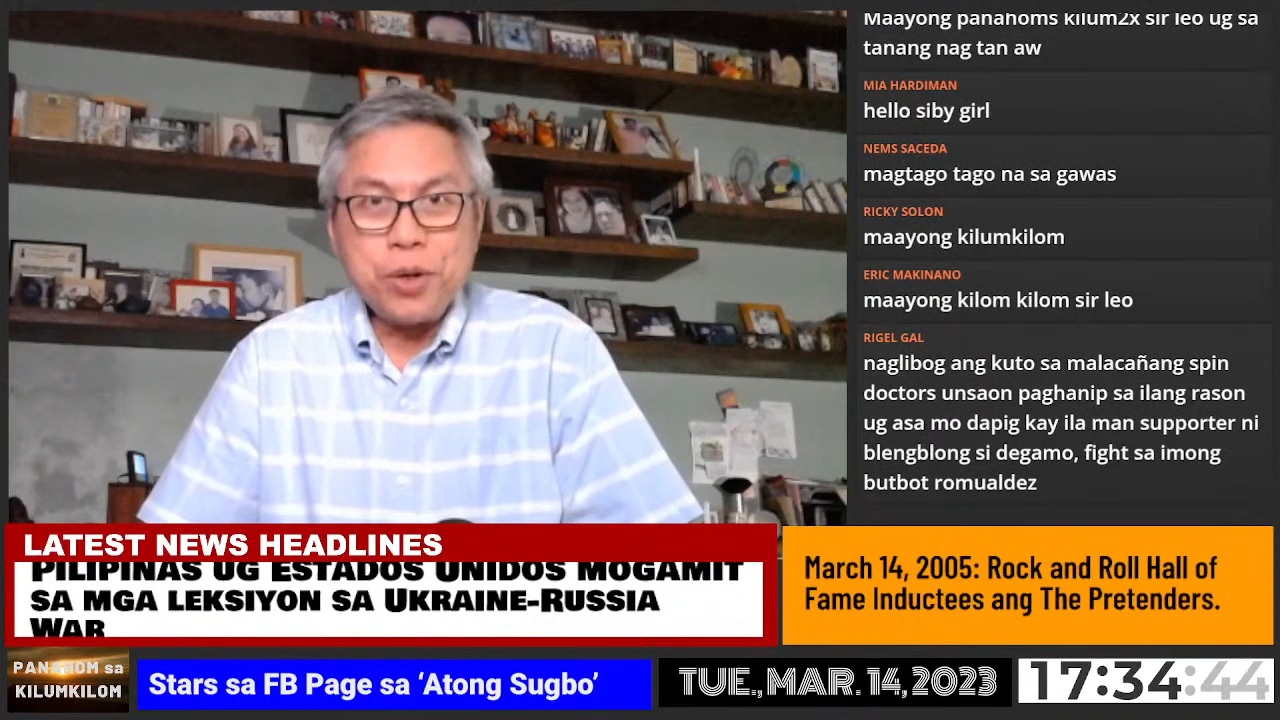 Maayong panahoms kilum2x sir leo ug sa
tanang nag tan aw
MIA HARDIMAN
hello siby girl
NEMS SACEDA
magtago tago na sa gawas
RICKY SOLON
maayong kilumkilom
ERIC MAKINANO
maayong kilom kilom sir leo
RIGEL GAL
naglibog ang kuto sa malacañang spin
doctors unsaon paghanip sa ilang rason
ug asa mo dapig kay ila man supporter ni
blengblong si degamo, fight sa imong
butbot romualdez
LATEST NEWS HEADLINES
PILIPINAS UG ESTADOS UNIDOS MOGAMIT
SA MGA LEKSIYON SA UKRAINE-RUSSIA
WAR
March 14, 2005: Rock and Roll Hall of
Fame Inductees ang The Pretenders.
PANAHOM sa
KILUMKILOM
Stars sa FB Page sa ‘Atong Sugbo’
TUE., MAR. 14, 2023
17:34:44